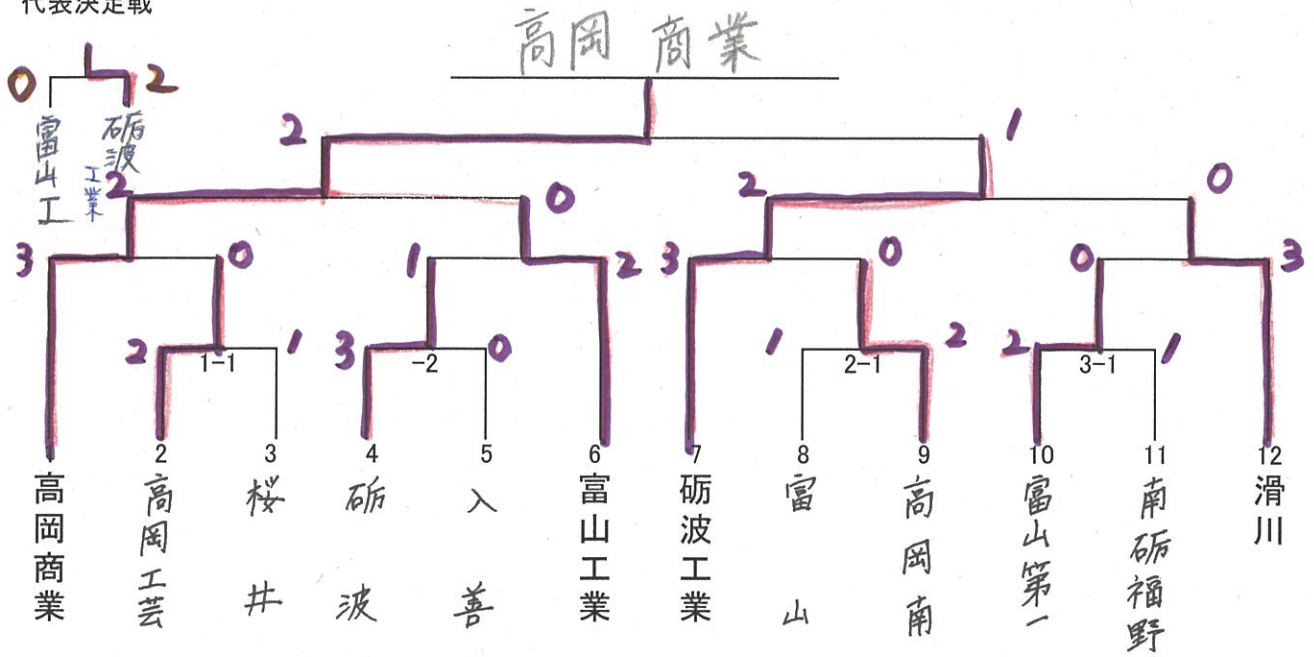 代表決定戦
高岡 商業
0 2
富山工
砺波工業
2 1
2 0 2 0
3 0 1 2 3 0 0 3
2 1 3 0 1 2 2 1
1-1 -2 2-1 3-1
1 2 3 4 5 6 7 8 9 10 11 12
高岡商業
高岡工芸
桜井
砺波
入善
富山工業
砺波工業
富山
高岡南
富山第一
南砺福野
滑川